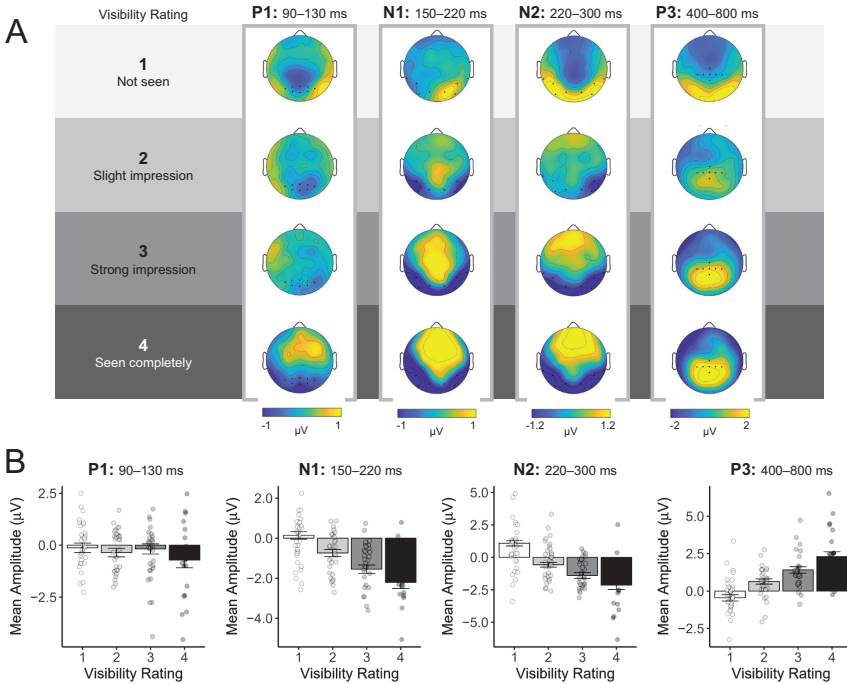 A
Visibility Rating
P1: 90–130 ms
N1: 150–220 ms
N2: 220–300 ms
P3: 400–800 ms
1
Not seen
2
Slight impression
3
Strong impression
4
Seen completely
-1 1
µV
-1 1
µV
-1.2 1.2
µV
-2 2
µV
B
P1: 90–130 ms
Mean Amplitude (µV)
2.5
0.0
−2.5
1 2 3 4
Visibility Rating
N1: 150–220 ms
Mean Amplitude (µV)
2.0
0.0
−2.0
−4.0
1 2 3 4
Visibility Rating
N2: 220–300 ms
Mean Amplitude (µV)
5.0
2.5
0.0
−2.5
−5.0
1 2 3 4
Visibility Rating
P3: 400–800 ms
Mean Amplitude (µV)
5.0
2.5
0.0
−2.5
1 2 3 4
Visibility Rating